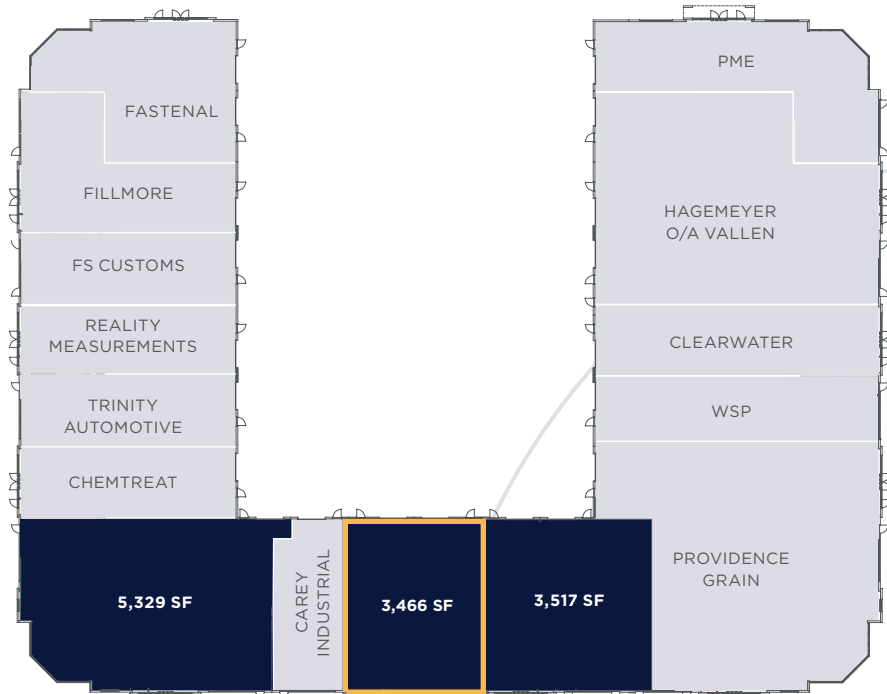 FASTENAL
FILLMORE
FS CUSTOMS
REALITY
MEASUREMENTS
TRINITY
AUTOMOTIVE
CHEMTREAT
5,329 SF
CAREY
INDUSTRIAL
3,466 SF
3,517 SF
PME
HAGEMEYER
O/A VALLEN
CLEARWATER
WSP
PROVIDENCE
GRAIN